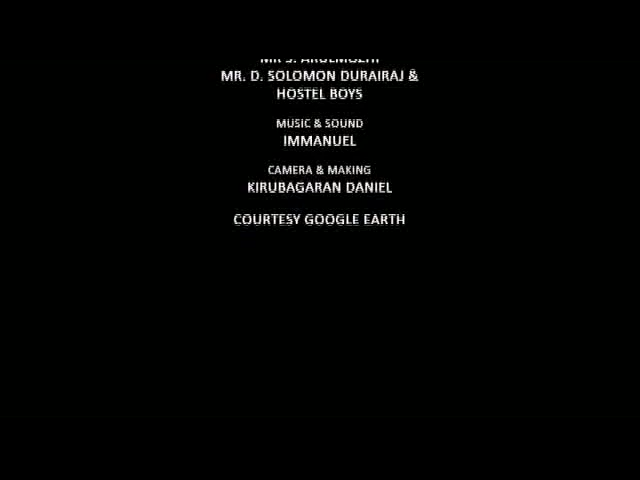 MR. D. SOLOMON DURAIRAJ &
HOSTEL BOYS
MUSIC & SOUND
IMMANUEL
CAMERA & MAKING
KIRUBAGARAN DANIEL
COURTESY GOOGLE EARTH